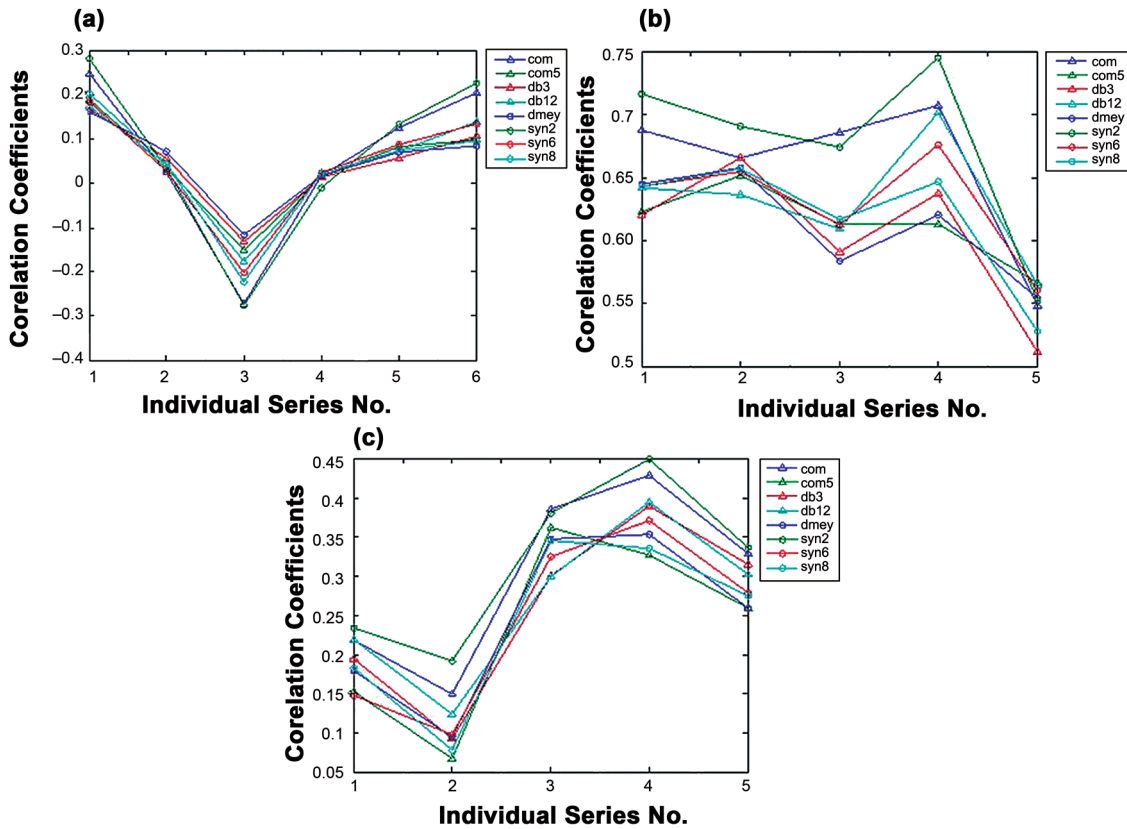 (a)
Corelation Coefficients
0.3
0.2
0.1
0
–0.1
–0.2
–0.3
–0.4
1 2 3 4 5 6
Individual Series No.
com
com5
db3
db12
dmey
syn2
syn6
syn8
(b)
Corelation Coefficients
0.75
0.7
0.65
0.60
0.55
0.5
1 2 3 4 5
Individual Series No.
com
com5
db3
db12
dmey
syn2
syn6
syn8
(c)
Corelation Coefficients
0.45
0.4
0.35
0.3
0.25
0.2
0.15
0.1
0.05
1 2 3 4 5
Individual Series No.
com
com5
db3
db12
dmey
syn2
syn6
syn8